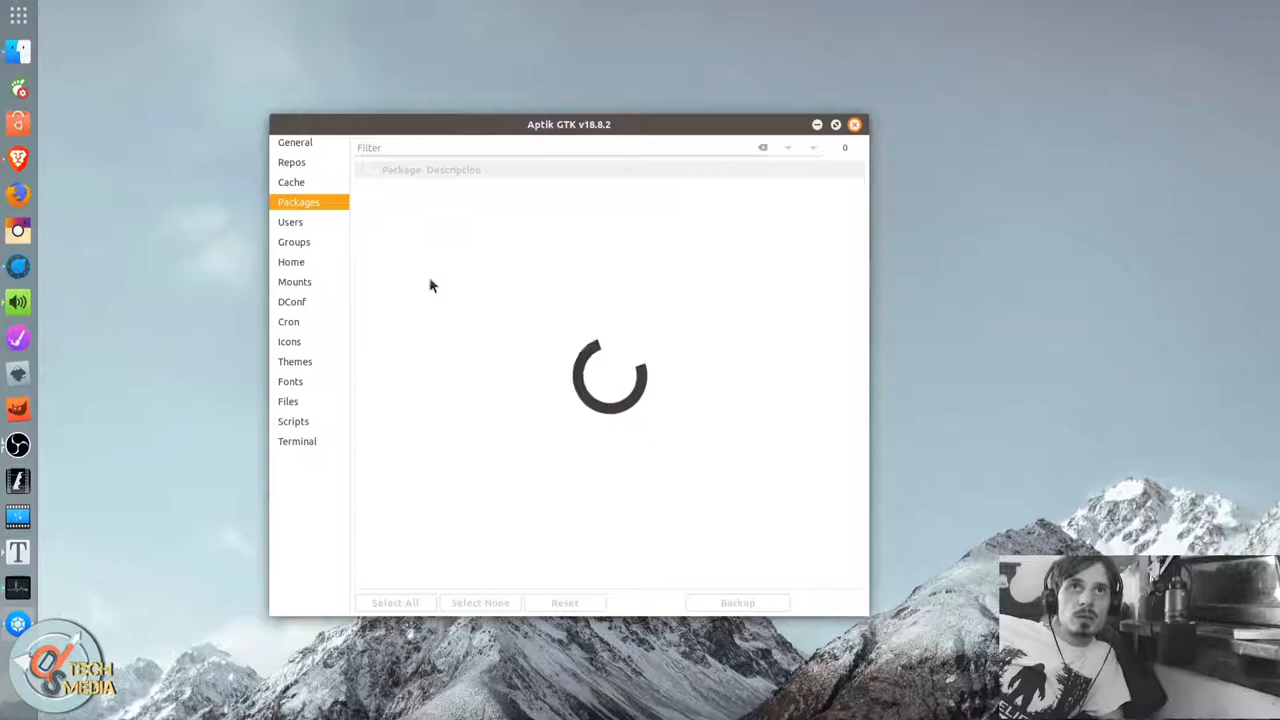 Aptik GTK v18.8.2
General
Repos
Cache
Packages
Users
Groups
Home
Mounts
DConf
Cron
Icons
Themes
Fonts
Files
Scripts
Terminal
Filter
0
Package Description
Select All
Select None
Reset
Backup
T
TECH
MEDIA